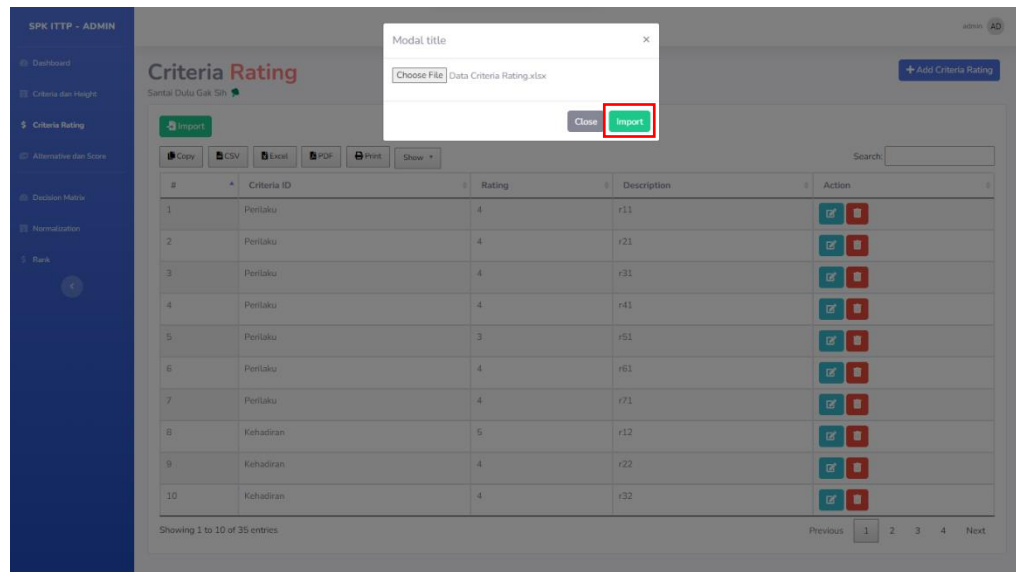 SPK ITTP - ADMIN
Dashboard
Criteria dan Height
$ Criteria Rating
Alternative dan Score
Decision Matrix
Normalization
$ Rank
admin AD
Modal title ×
Choose File Data Criteria Rating.xlsx
Close Import
Criteria Rating
Santai Dulu Gak Sih
+ Add Criteria Rating
Import
Copy CSV Excel PDF Print Show
Search:
# Criteria ID Rating Description Action
1 Perilaku 4 r11
2 Perilaku 4 r21
3 Perilaku 4 r31
4 Perilaku 4 r41
5 Perilaku 3 r51
6 Perilaku 4 r61
7 Perilaku 4 r71
8 Kehadiran 5 r12
9 Kehadiran 4 r22
10 Kehadiran 4 r32
Showing 1 to 10 of 35 entries
Previous 1 2 3 4 Next